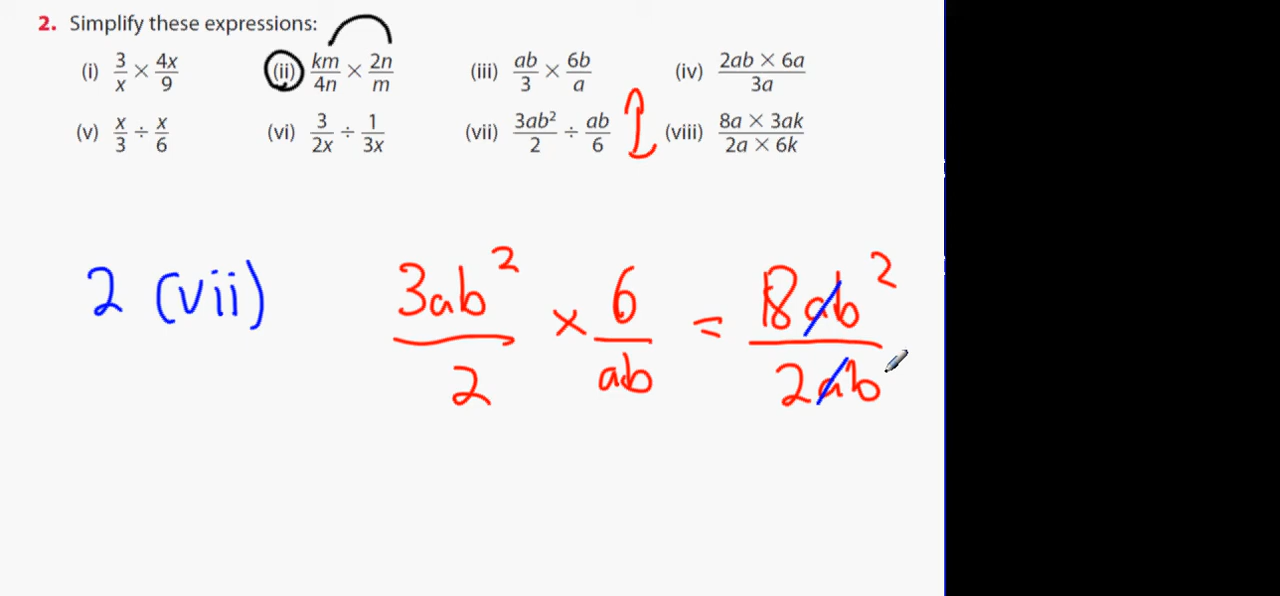 2. Simplify these expressions:
(i) 3/x × 4x/9 (ii) km/4n × 2n/m (iii) ab/3 × 6b/a (iv) 2ab × 6a/3a
(v) x/3 ÷ x/6 (vi) 3/2x ÷ 1/3x (vii) 3ab²/2 ÷ ab/6 (viii) 8a × 3ak/2a × 6k
2 (vii) 3ab²/2 × 6/ab = 18ab²/2ab